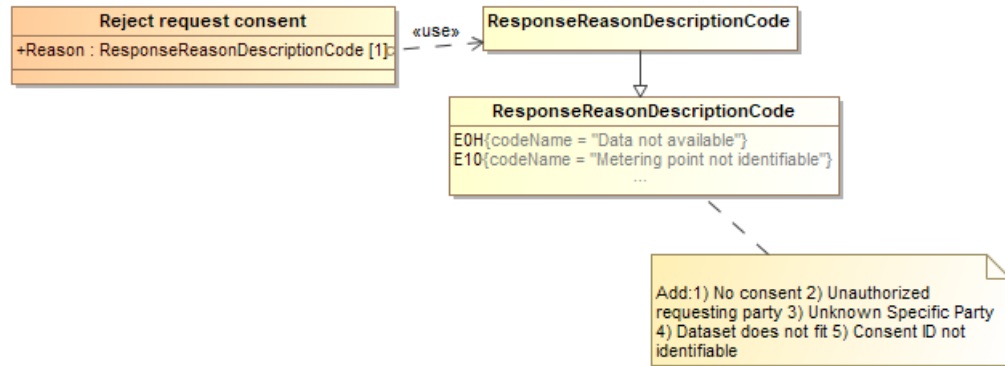 Reject request consent
+Reason : ResponseReasonDescriptionCode [1]
«use»
ResponseReasonDescriptionCode
ResponseReasonDescriptionCode
E0H{codeName = "Data not available"}
E10{codeName = "Metering point not identifiable"}
...
Add:1) No consent 2) Unauthorized
requesting party 3) Unknown Specific Party
4) Dataset does not fit 5) Consent ID not
identifiable